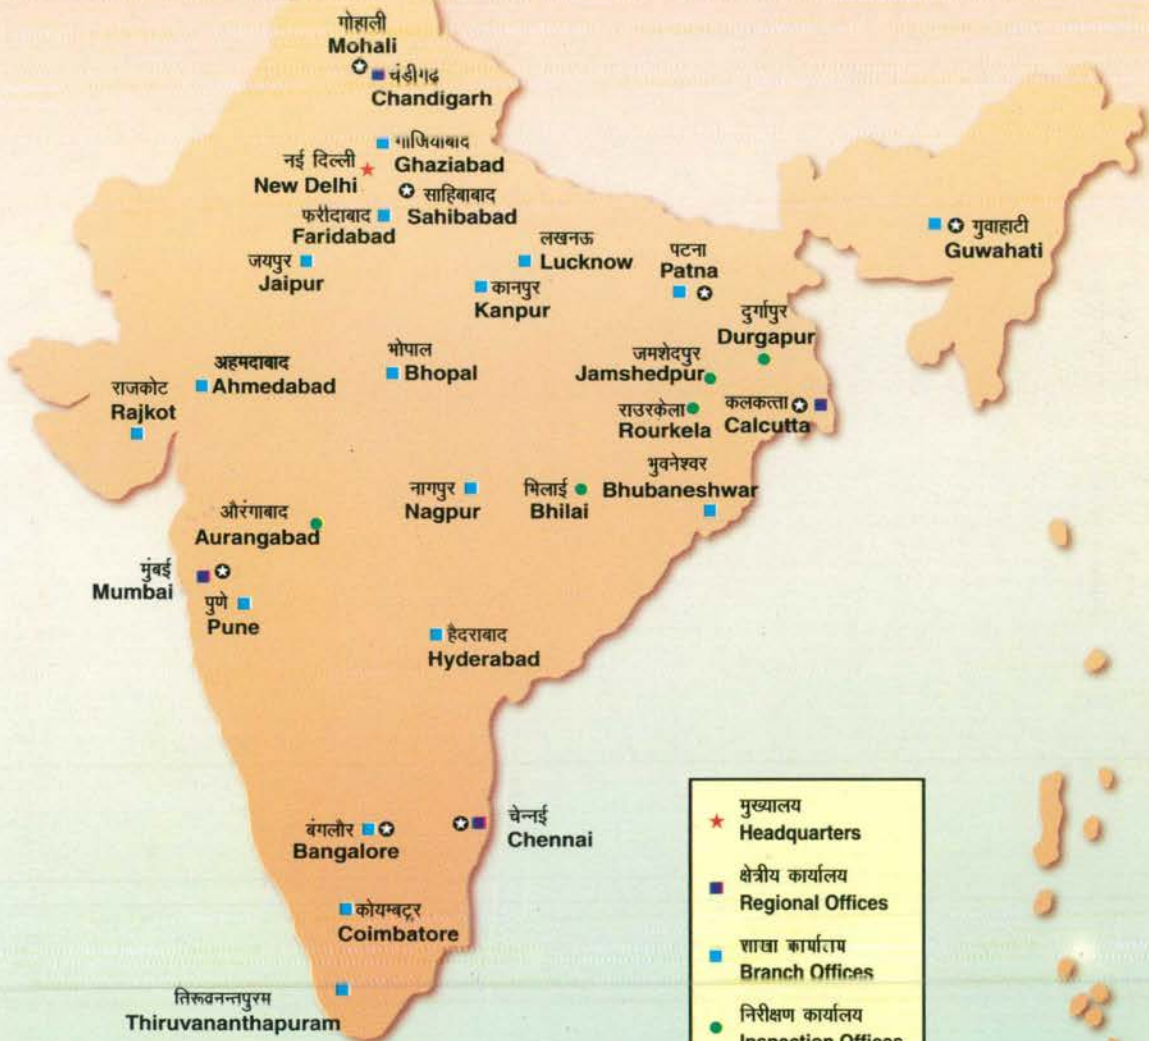 मोहाली
Mohali
चंडीगढ़
Chandigarh
गाजियाबाद
Ghaziabad
नई दिल्ली
New Delhi
साहिबाबाद
Sahibabad
फरीदाबाद
Faridabad
लखनऊ
Lucknow
जयपुर
Jaipur
कानपुर
Kanpur
पटना
Patna
गुवाहाटी
Guwahati
दुर्गापुर
Durgapur
जमशेदपुर
Jamshedpur
भोपाल
Bhopal
अहमदाबाद
Ahmedabad
राजकोट
Rajkot
राउरकेला
Rourkela
कलकत्ता
Calcutta
भुवनेश्वर
Bhubaneshwar
नागपुर
Nagpur
भिलाई
Bhilai
औरंगाबाद
Aurangabad
मुंबई
Mumbai
पुणे
Pune
हैदराबाद
Hyderabad
बंगलौर
Bangalore
चेन्नई
Chennai
कोयम्बटूर
Coimbatore
तिरूवनन्तपुरम
Thiruvananthapuram
मुख्यालय
Headquarters
क्षेत्रीय कार्यालय
Regional Offices
शाखा कार्यालय
Branch Offices
निरीक्षण कार्यालय
Inspection Offices